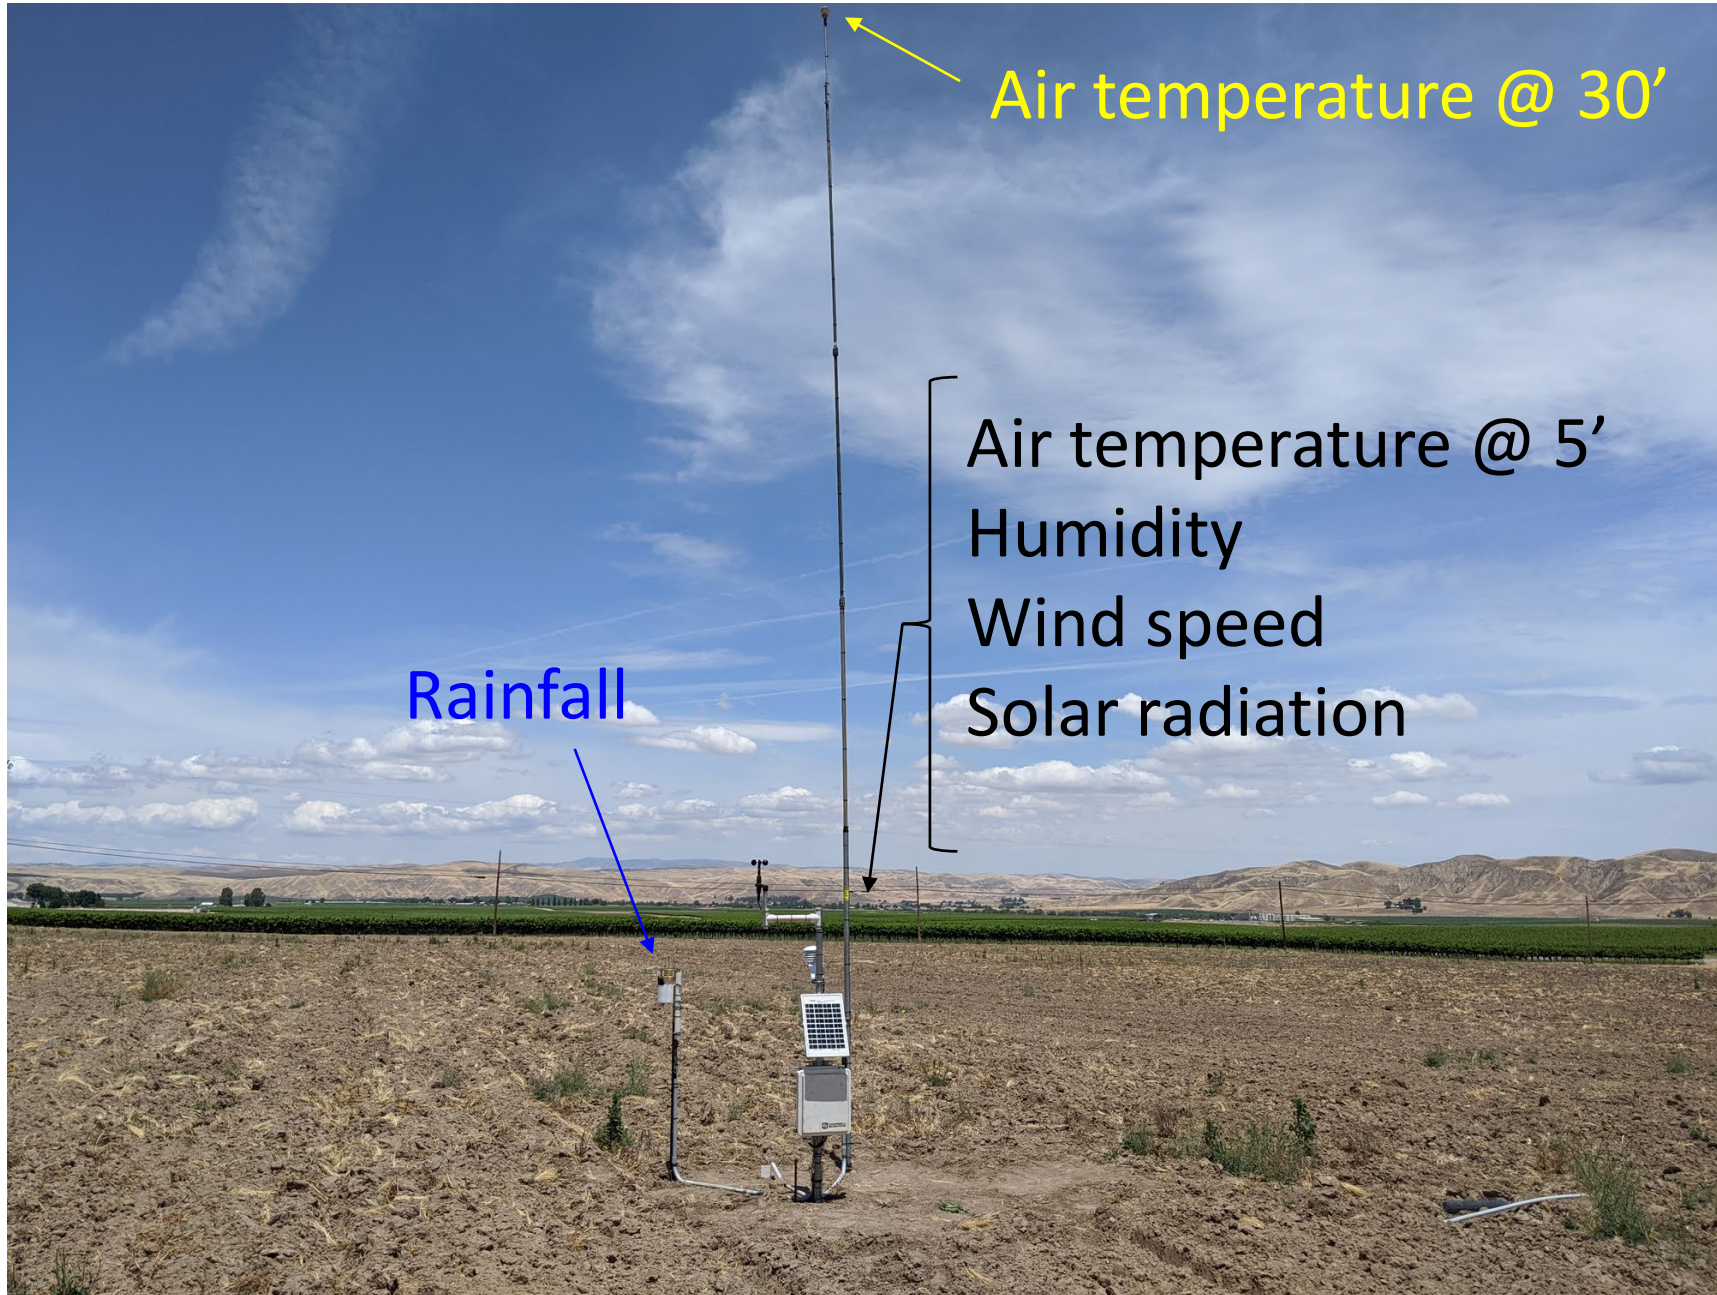 Air temperature @ 30’
Air temperature @ 5’
Humidity
Wind speed
Solar radiation
Rainfall